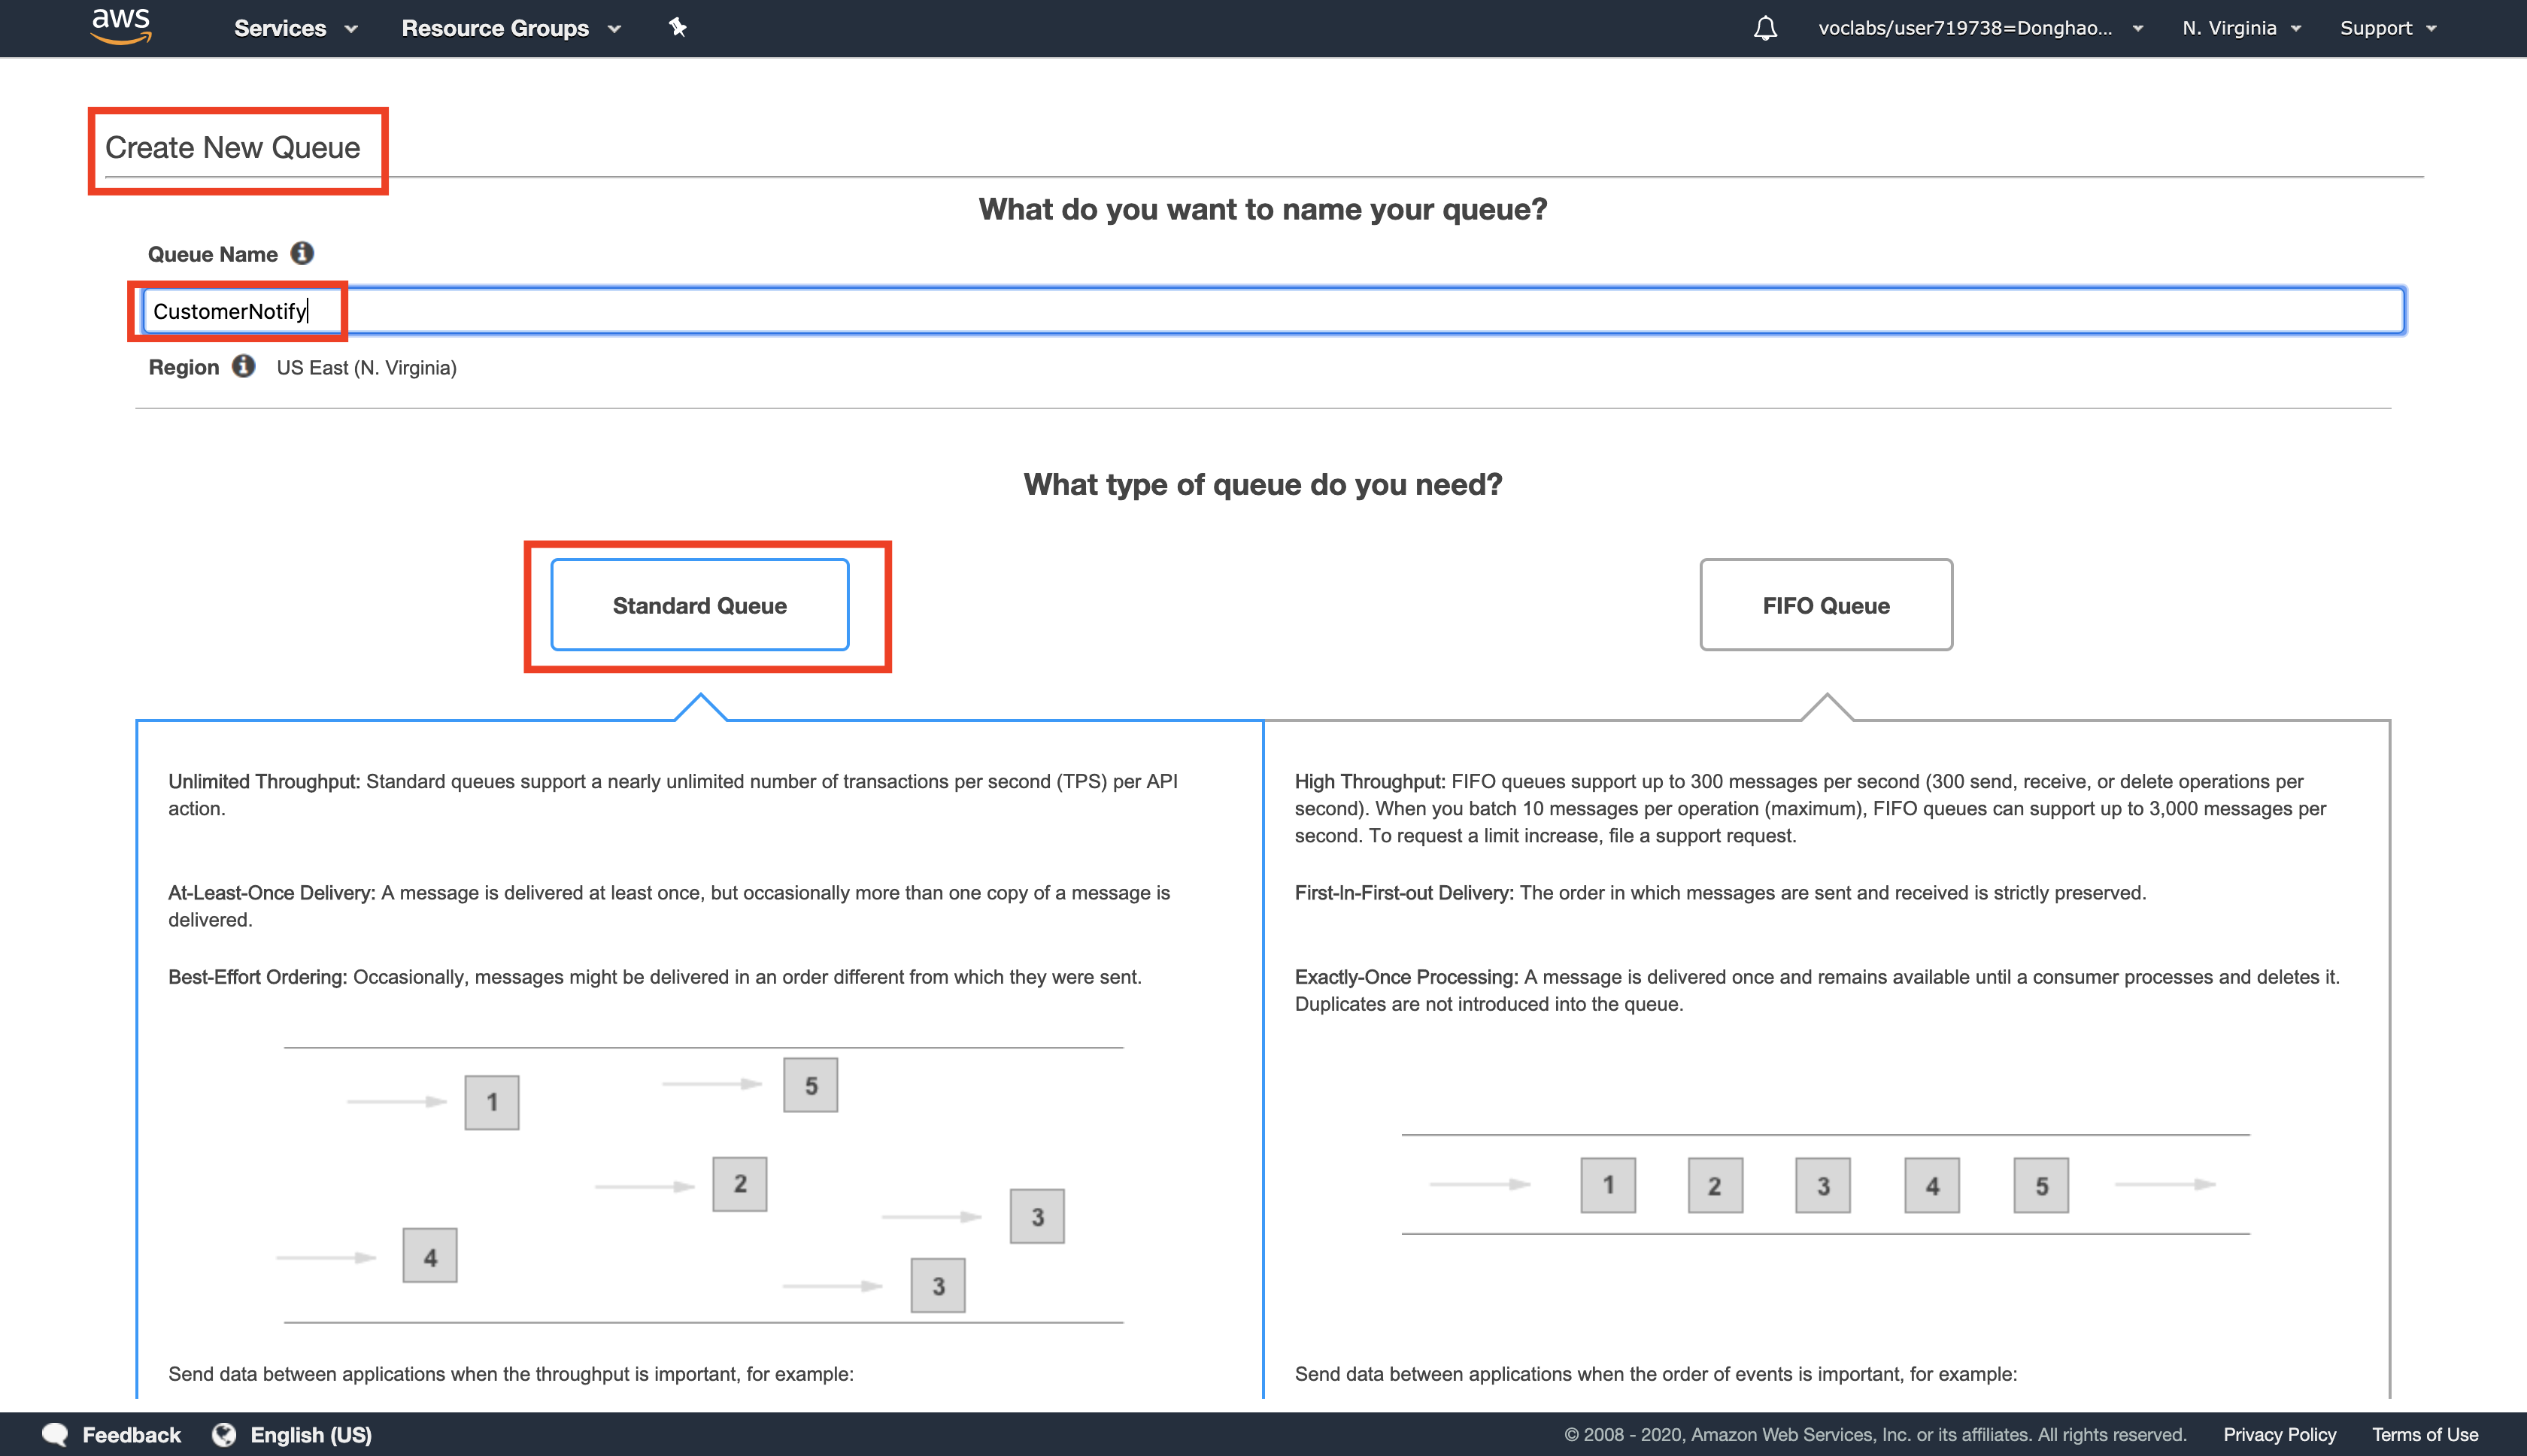 aws Services Resource Groups voclabs/user719738=Donghao... N. Virginia Support
Create New Queue
What do you want to name your queue?
Queue Name
CustomerNotify
Region US East (N. Virginia)
What type of queue do you need?
Standard Queue
FIFO Queue
Unlimited Throughput: Standard queues support a nearly unlimited number of transactions per second (TPS) per API
action.
At-Least-Once Delivery: A message is delivered at least once, but occasionally more than one copy of a message is
delivered.
Best-Effort Ordering: Occasionally, messages might be delivered in an order different from which they were sent.
1
5
2
3
4
3
Send data between applications when the throughput is important, for example:
High Throughput: FIFO queues support up to 300 messages per second (300 send, receive, or delete operations per
second). When you batch 10 messages per operation (maximum), FIFO queues can support up to 3,000 messages per
second. To request a limit increase, file a support request.
First-In-First-out Delivery: The order in which messages are sent and received is strictly preserved.
Exactly-Once Processing: A message is delivered once and remains available until a consumer processes and deletes it.
Duplicates are not introduced into the queue.
1 2 3 4 5
Send data between applications when the order of events is important, for example:
Feedback English (US) © 2008 - 2020, Amazon Web Services, Inc. or its affiliates. All rights reserved. Privacy Policy Terms of Use